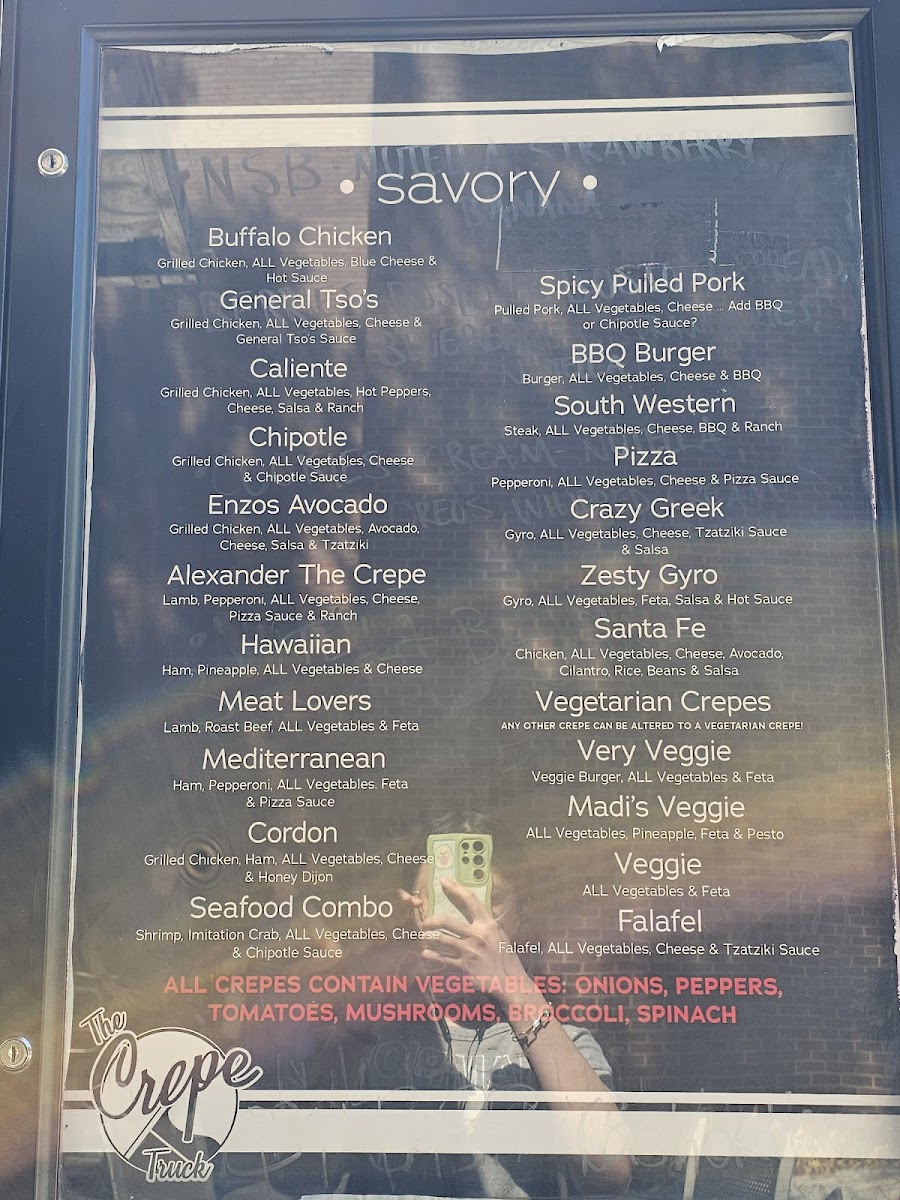 • savory •
Buffalo Chicken
Grilled Chicken, ALL Vegetables, Blue Cheese &
Hot Sauce
General Tso's
Grilled Chicken, ALL Vegetables, Cheese &
General Tso's Sauce
Caliente
Grilled Chicken, ALL Vegetables, Hot Peppers,
Cheese, Salsa & Ranch
Chipotle
Grilled Chicken, ALL Vegetables, Cheese
& Chipotle Sauce
Enzos Avocado
Grilled Chicken, ALL Vegetables, Avocado,
Cheese, Salsa & Tzatziki
Alexander The Crepe
Lamb, Pepperoni, ALL Vegetables, Cheese,
Pizza Sauce & Ranch
Hawaiian
Ham, Pineapple, ALL Vegetables & Cheese
Meat Lovers
Lamb, Roast Beef, ALL Vegetables & Feta
Mediterranean
Ham, Pepperoni, ALL Vegetables. Feta
& Pizza Sauce
Cordon
Grilled Chicken, Ham, ALL Vegetables, Cheese
& Honey Dijon
Seafood Combo
Shrimp, Imitation Crab, ALL Vegetables, Cheese
& Chipotle Sauce
Spicy Pulled Pork
Pulled Pork, ALL Vegetables, Cheese ... Add BBQ
or Chipotle Sauce?
BBQ Burger
Burger, ALL Vegetables, Cheese & BBQ
South Western
Steak, ALL Vegetables, Cheese, BBQ & Ranch
Pizza
Pepperoni, ALL Vegetables, Cheese & Pizza Sauce
Crazy Greek
Gyro, ALL Vegetables, Cheese, Tzatziki Sauce
& Salsa
Zesty Gyro
Gyro, ALL Vegetables, Feta, Salsa & Hot Sauce
Santa Fe
Chicken, ALL Vegetables, Cheese, Avocado,
Cilantro, Rice, Beans & Salsa
Vegetarian Crepes
ANY OTHER CREPE CAN BE ALTERED TO A VEGETARIAN CREPE!
Very Veggie
Veggie Burger, ALL Vegetables & Feta
Madi's Veggie
ALL Vegetables, Pineapple, Feta & Pesto
Veggie
ALL Vegetables & Feta
Falafel
Falafel, ALL Vegetables, Cheese & Tzatziki Sauce
ALL CREPES CONTAIN VEGETABLES: ONIONS, PEPPERS,
TOMATOES, MUSHROOMS, BROCCOLI, SPINACH
The
Crepe
Truck
NSB - NUTELLA STRAWBERRY
BANANA